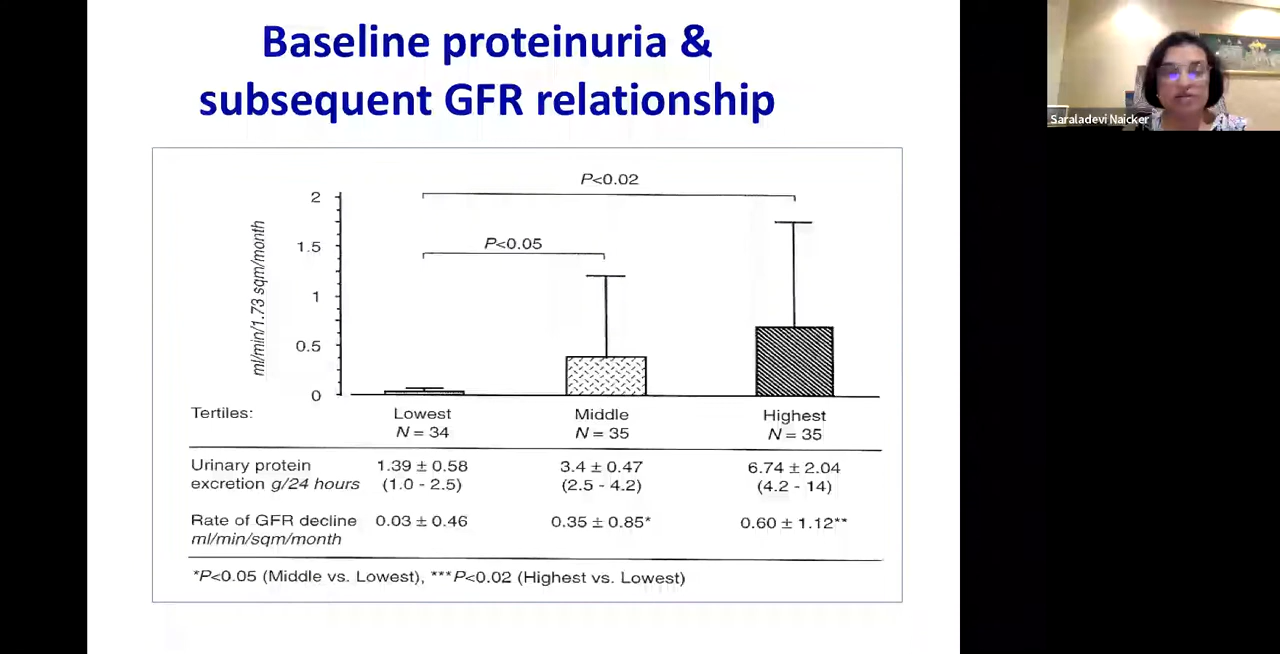 Baseline proteinuria &
subsequent GFR relationship
Saraladevi Naicker
P<0.02
P<0.05
ml/min/1.73 sqm/month
2
1.5
1
0.5
0
Tertiles: Lowest Middle Highest
N = 34 N = 35 N = 35
Urinary protein 1.39 ± 0.58 3.4 ± 0.47 6.74 ± 2.04
excretion g/24 hours (1.0 - 2.5) (2.5 - 4.2) (4.2 - 14)
Rate of GFR decline 0.03 ± 0.46 0.35 ± 0.85* 0.60 ± 1.12**
ml/min/sqm/month
*P<0.05 (Middle vs. Lowest), ***P<0.02 (Highest vs. Lowest)